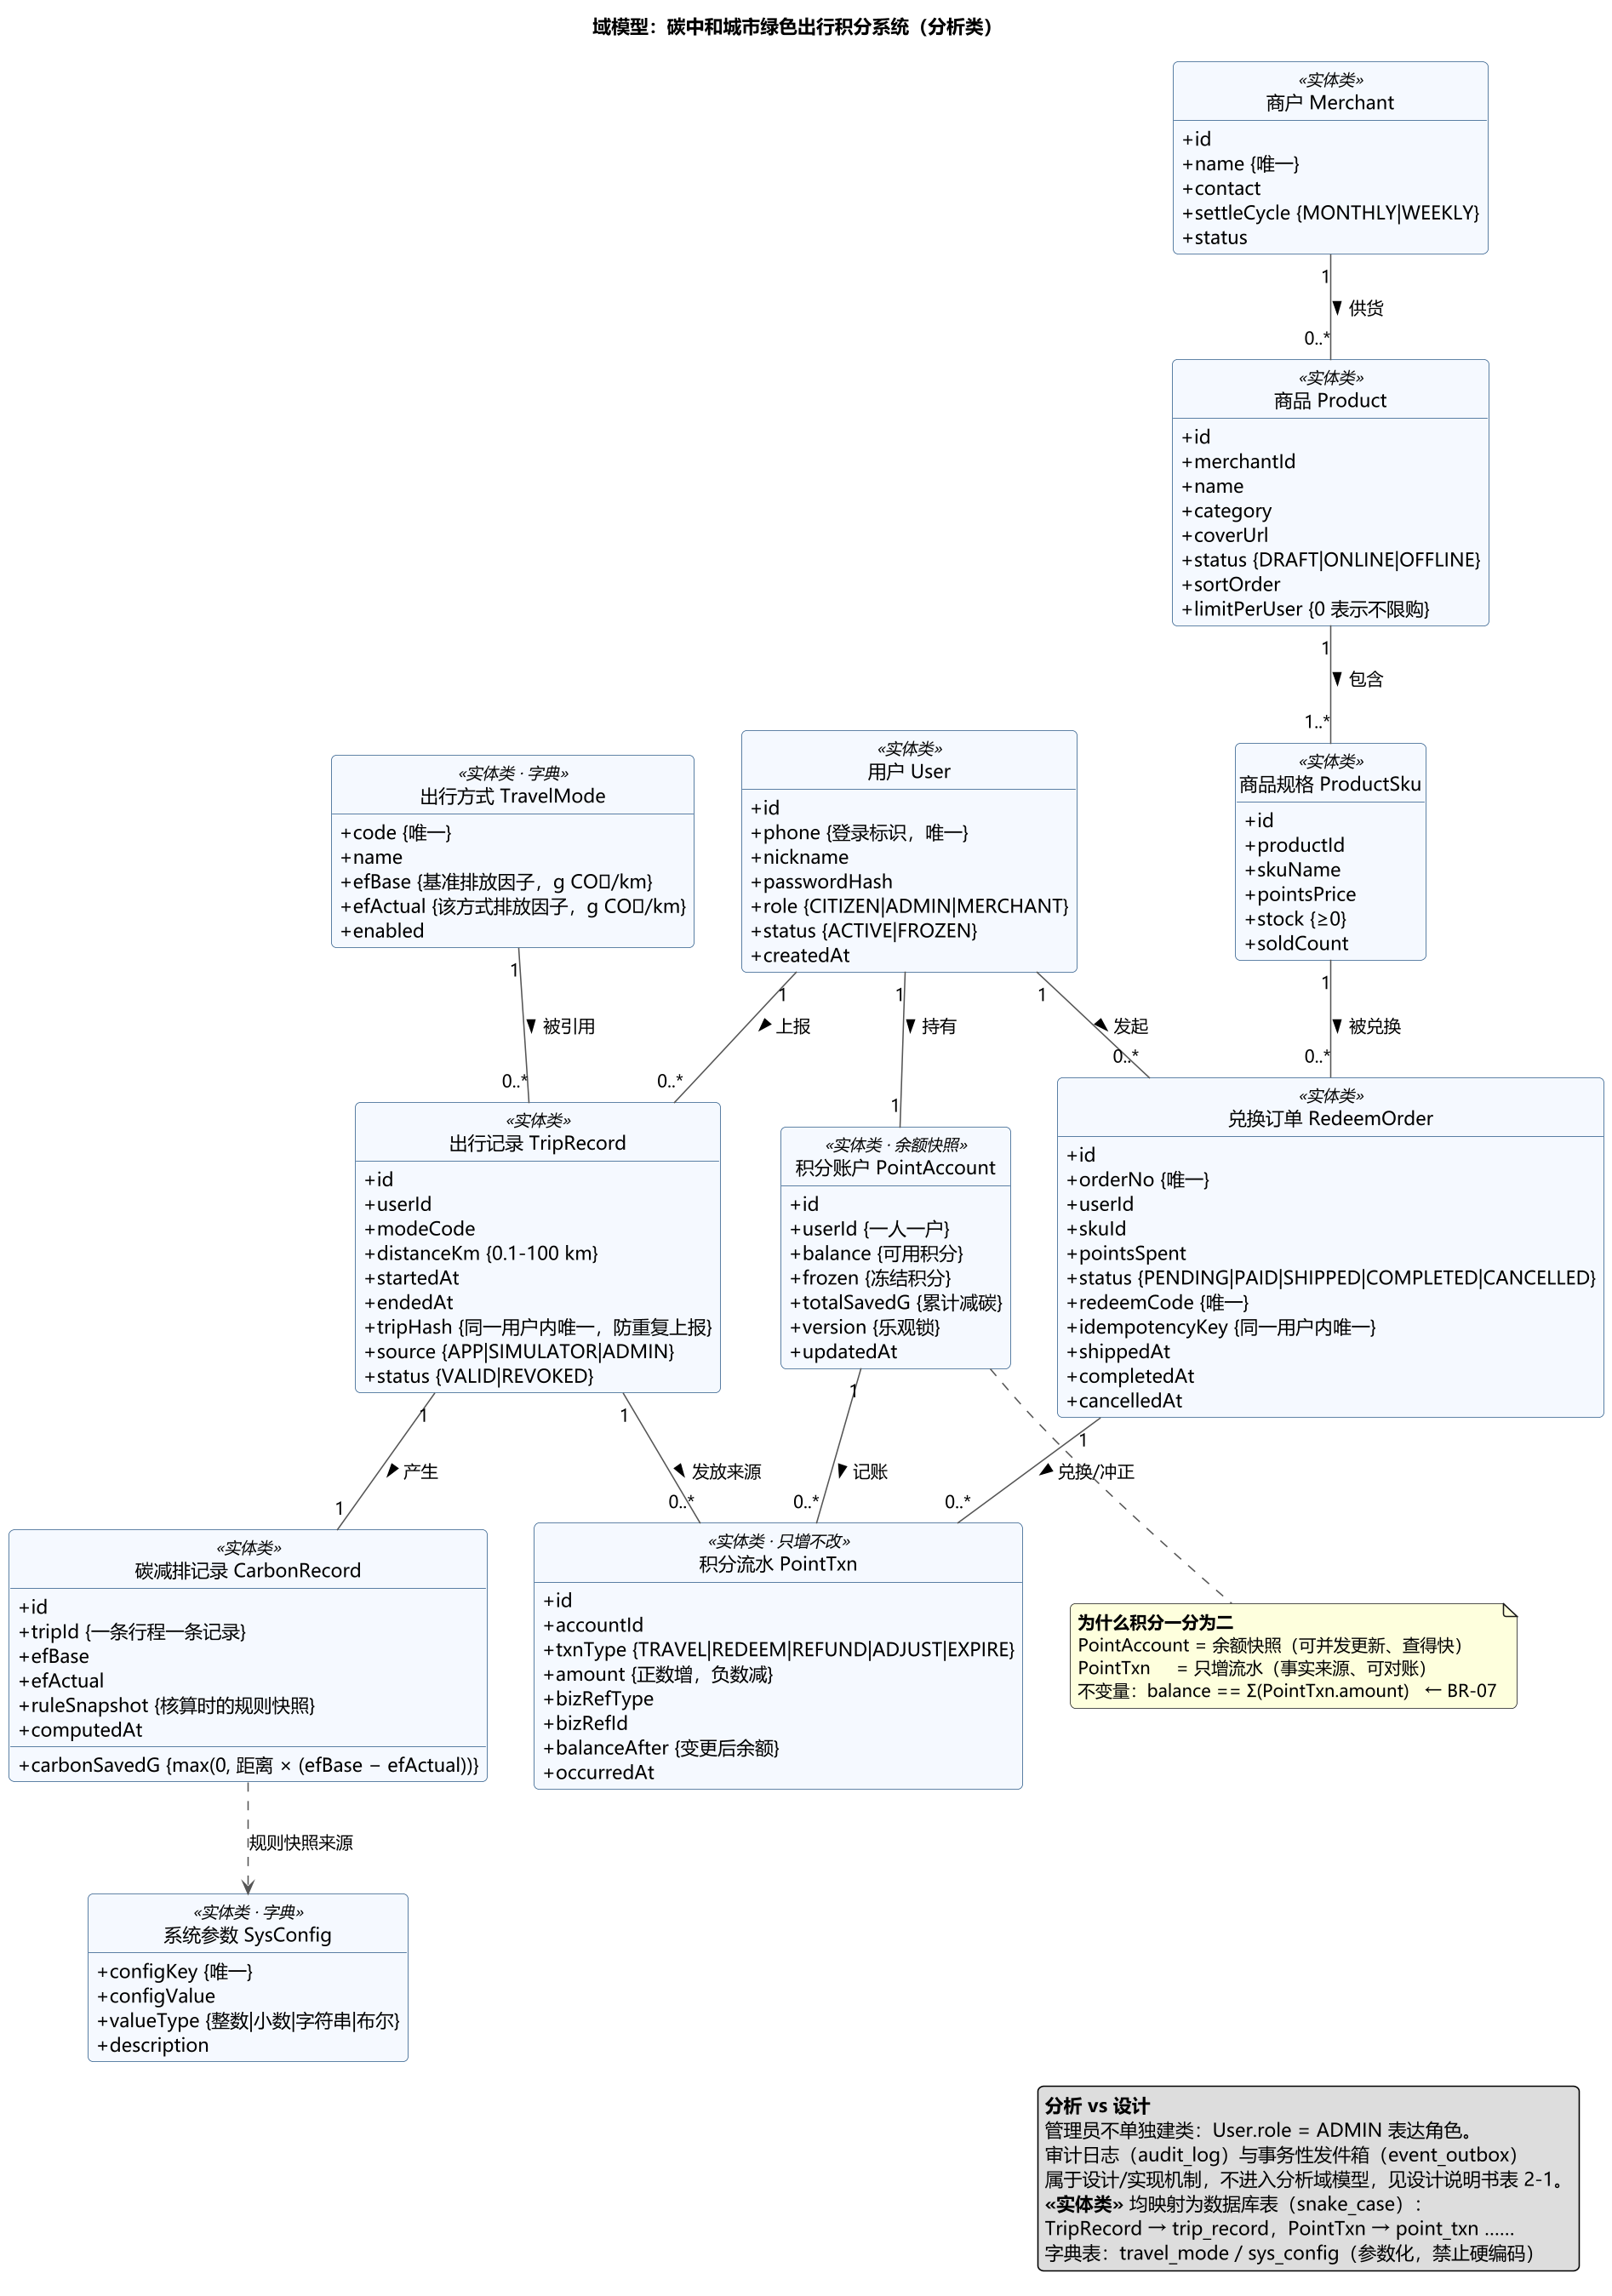 域模型：碳中和城市绿色出行积分系统（分析类）
«实体类»
商户 Merchant
+id
+name {唯一}
+contact
+settleCycle {MONTHLY|WEEKLY}
+status
1
供货
0..*
«实体类»
商品 Product
+id
+merchantId
+name
+category
+coverUrl
+status {DRAFT|ONLINE|OFFLINE}
+sortOrder
+limitPerUser {0 表示不限购}
1
包含
1..*
«实体类»
商品规格 ProductSku
+id
+productId
+skuName
+pointsPrice
+stock {≥0}
+soldCount
«实体类»
用户 User
+id
+phone {登录标识，唯一}
+nickname
+passwordHash
+role {CITIZEN|ADMIN|MERCHANT}
+status {ACTIVE|FROZEN}
+createdAt
«实体类 · 字典»
出行方式 TravelMode
+code {唯一}
+name
+efBase {基准排放因子，g CO▯/km}
+efActual {该方式排放因子，g CO▯/km}
+enabled
1
被引用
0..*
1
上报
0..*
1
持有
1
1
发起
0..*
1
被兑换
0..*
«实体类»
出行记录 TripRecord
+id
+userId
+modeCode
+distanceKm {0.1-100 km}
+startedAt
+endedAt
+tripHash {同一用户内唯一，防重复上报}
+source {APP|SIMULATOR|ADMIN}
+status {VALID|REVOKED}
«实体类 · 余额快照»
积分账户 PointAccount
+id
+userId {一人一户}
+balance {可用积分}
+frozen {冻结积分}
+totalSavedG {累计减碳}
+version {乐观锁}
+updatedAt
«实体类»
兑换订单 RedeemOrder
+id
+orderNo {唯一}
+userId
+skuId
+pointsSpent
+status {PENDING|PAID|SHIPPED|COMPLETED|CANCELLED}
+redeemCode {唯一}
+idempotencyKey {同一用户内唯一}
+shippedAt
+completedAt
+cancelledAt
1
产生
1
1
发放来源
0..*
1
记账
0..*
1
兑换/冲正
0..*
«实体类»
碳减排记录 CarbonRecord
+id
+tripId {一条行程一条记录}
+efBase
+efActual
+ruleSnapshot {核算时的规则快照}
+computedAt
+carbonSavedG {max(0, 距离 × (efBase − efActual))}
«实体类 · 只增不改»
积分流水 PointTxn
+id
+accountId
+txnType {TRAVEL|REDEEM|REFUND|ADJUST|EXPIRE}
+amount {正数增，负数减}
+bizRefType
+bizRefId
+balanceAfter {变更后余额}
+occurredAt
为什么积分一分为二
PointAccount = 余额快照（可并发更新、查得快）
PointTxn = 只增流水（事实来源、可对账）
不变量：balance == Σ(PointTxn.amount) ← BR-07
规则快照来源
«实体类 · 字典»
系统参数 SysConfig
+configKey {唯一}
+configValue
+valueType {整数|小数|字符串|布尔}
+description
分析 vs 设计
管理员不单独建类：User.role = ADMIN 表达角色。
审计日志（audit_log）与事务性发件箱（event_outbox）
属于设计/实现机制，不进入分析域模型，见设计说明书表 2-1。
«实体类» 均映射为数据库表（snake_case）：
TripRecord → trip_record，PointTxn → point_txn ……
字典表：travel_mode / sys_config（参数化，禁止硬编码）